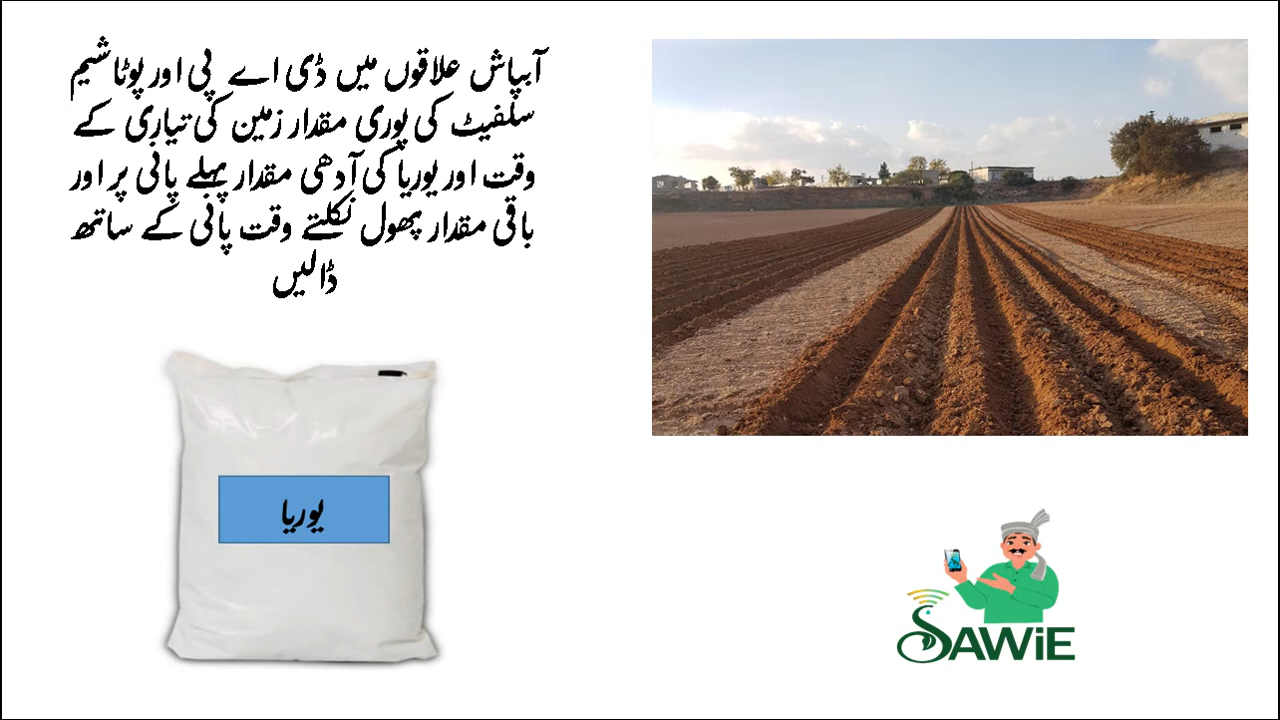 آبپاش علاقوں میں ڈی اے پی اور پوٹاشیم
سلفیٹ کی پوری مقدار زمین کی تیاری کے
وقت اور یوریا کی آدھی مقدار پہلے پانی پر اور
باقی مقدار پھول نکلتے وقت پانی کے ساتھ
ڈالیں
یوریا
SAWiE